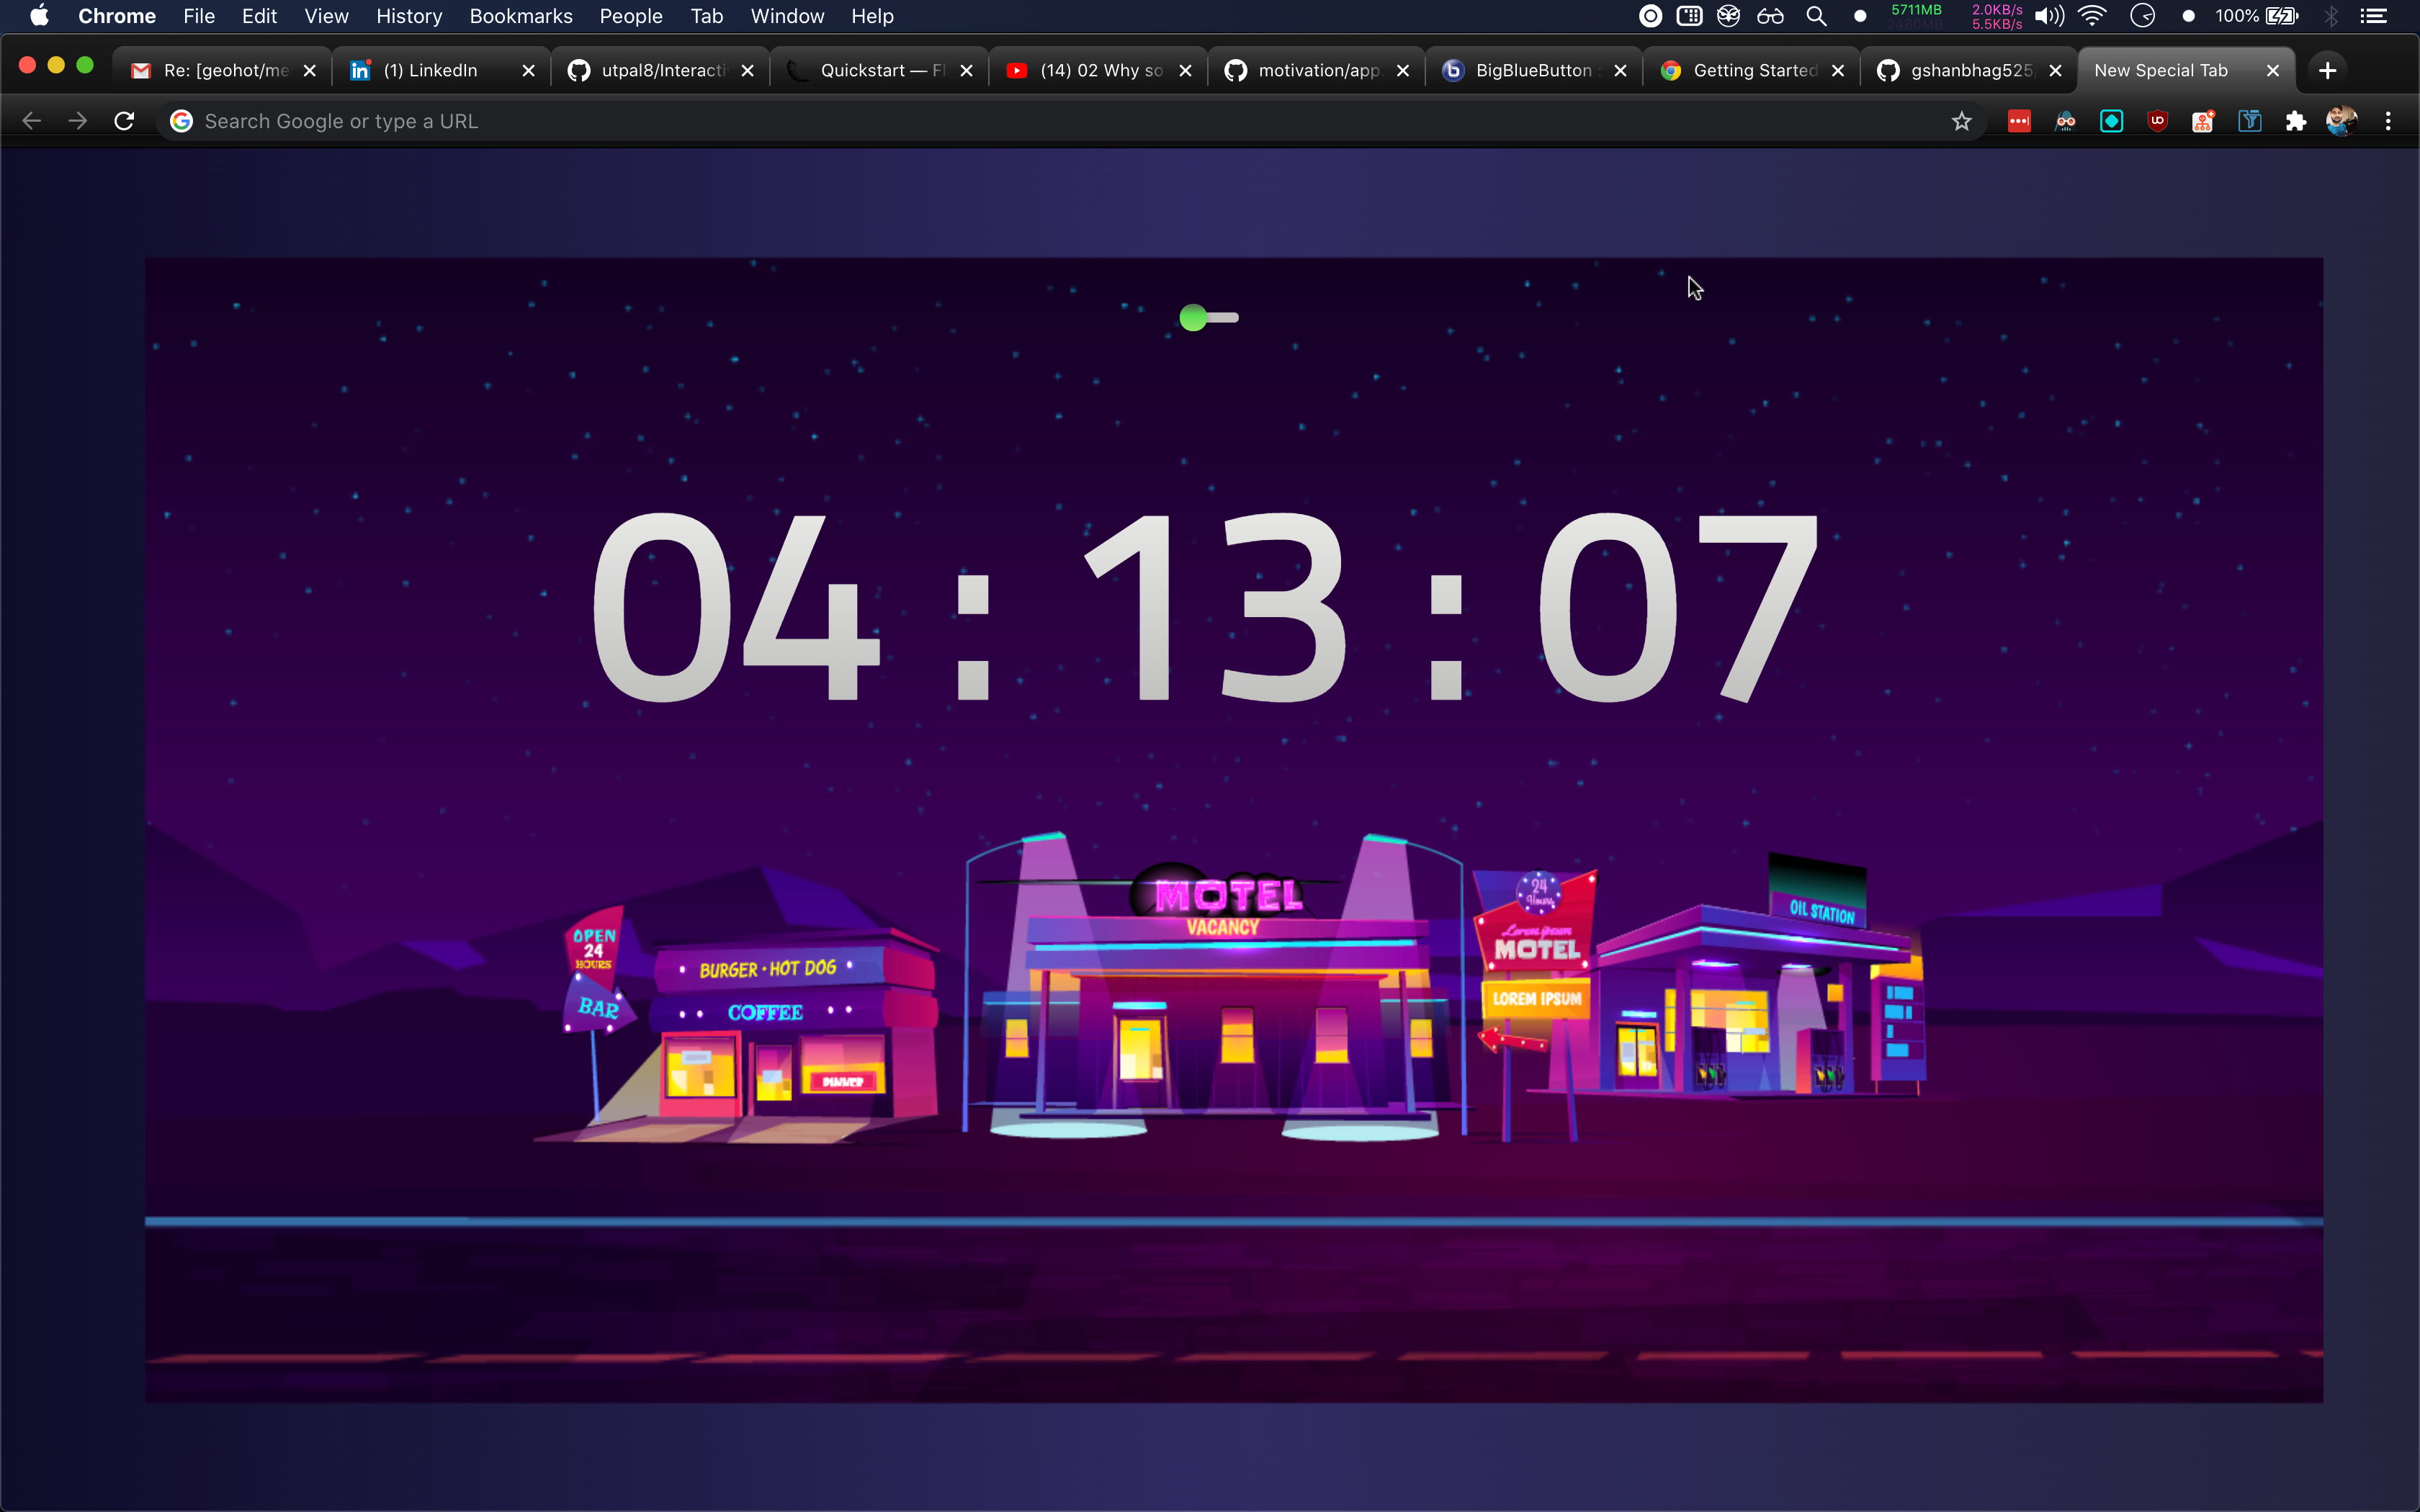 Chrome File Edit View History Bookmarks People Tab Window Help 5711MB 2480MB 2.0KB/s 5.5KB/s 100%
Re: [geohot/me (1) LinkedIn utpal8/Interacti Quickstart — Fl (14) 02 Why so motivation/app BigBlueButton : Getting Started gshanbhag525/ New Special Tab
Search Google or type a URL
04 : 13 : 07
MOTEL
VACANCY
24
Hours
Lorem ipsum
MOTEL
LOREM IPSUM
OIL STATION
OPEN
24
HOURS
BAR
BURGER • HOT DOG
COFFEE
DINNER